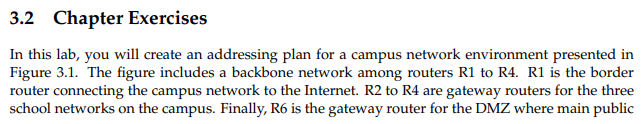 3.2 Chapter Exercises
In this lab, you will create an addressing plan for a campus network environment presented in
Figure 3.1. The figure includes a backbone network among routers R1 to R4. R1 is the border
router connecting the campus network to the Internet. R2 to R4 are gateway routers for the three
school networks on the campus. Finally, R6 is the gateway router for the DMZ where main public